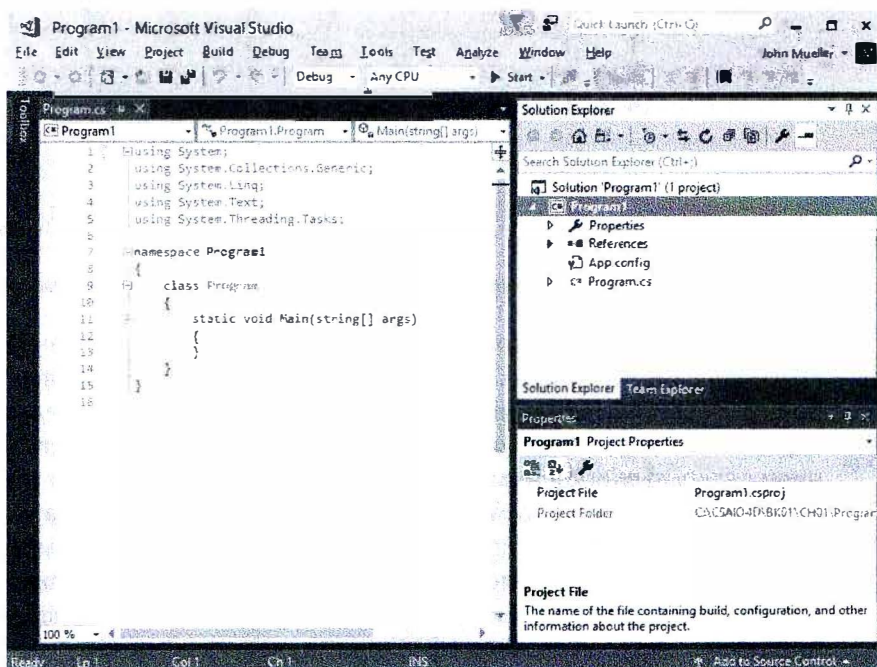 Program1 - Microsoft Visual Studio
Quick Launch (Ctrl+Q)
File Edit View Project Build Debug Team Tools Test Analyze Window Help
John Mueller
Debug Any CPU Start
Toolbox
Program.cs
C# Program1 Program1.Program Main(string[] args)
1 using System;
2 using System.Collections.Generic;
3 using System.Linq;
4 using System.Text;
5 using System.Threading.Tasks;
6
7 namespace Program1
8 {
9 class Program
10 {
11 static void Main(string[] args)
12 {
13 }
14 }
15 }
16
100 %
Solution Explorer
Search Solution Explorer (Ctrl+;)
Solution 'Program1' (1 project)
C# Program1
Properties
References
App.config
C# Program.cs
Solution Explorer Team Explorer
Properties
Program1 Project Properties
Project File Program1.csproj
Project Folder
Project File
The name of the file containing build, configuration, and other
information about the project.
Ready Ln 1 Col 1 Ch 1 INS Add to Source Control